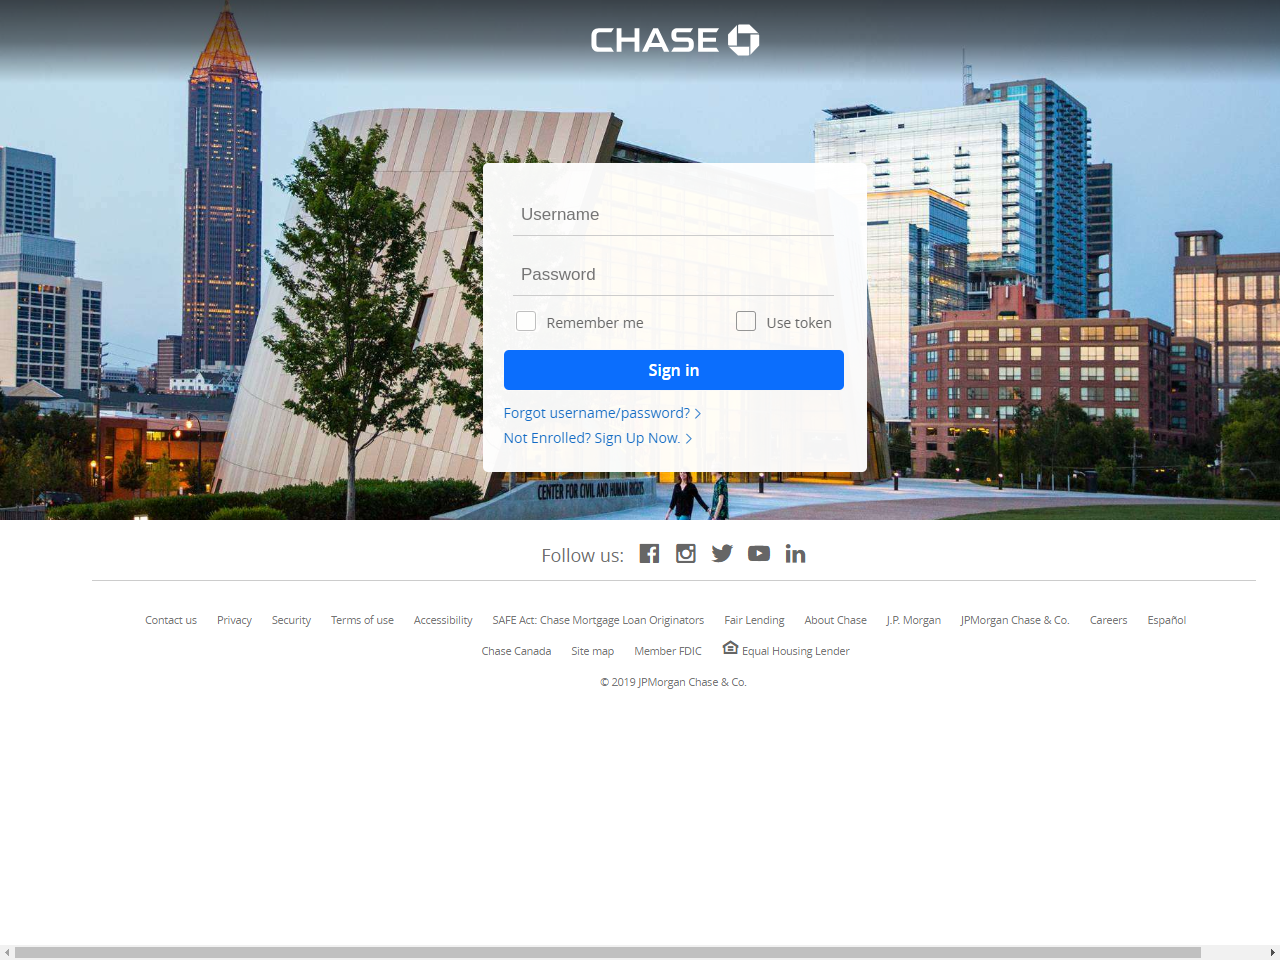 CHASE
Username
Password
Remember me
Use token
Sign in
Forgot username/password?
Not Enrolled? Sign Up Now.
CENTER FOR CIVIL AND HUMAN RIGHTS
Follow us:
Contact us Privacy Security Terms of use Accessibility SAFE Act: Chase Mortgage Loan Originators Fair Lending About Chase J.P. Morgan JPMorgan Chase & Co. Careers Español
Chase Canada Site map Member FDIC Equal Housing Lender
© 2019 JPMorgan Chase & Co.